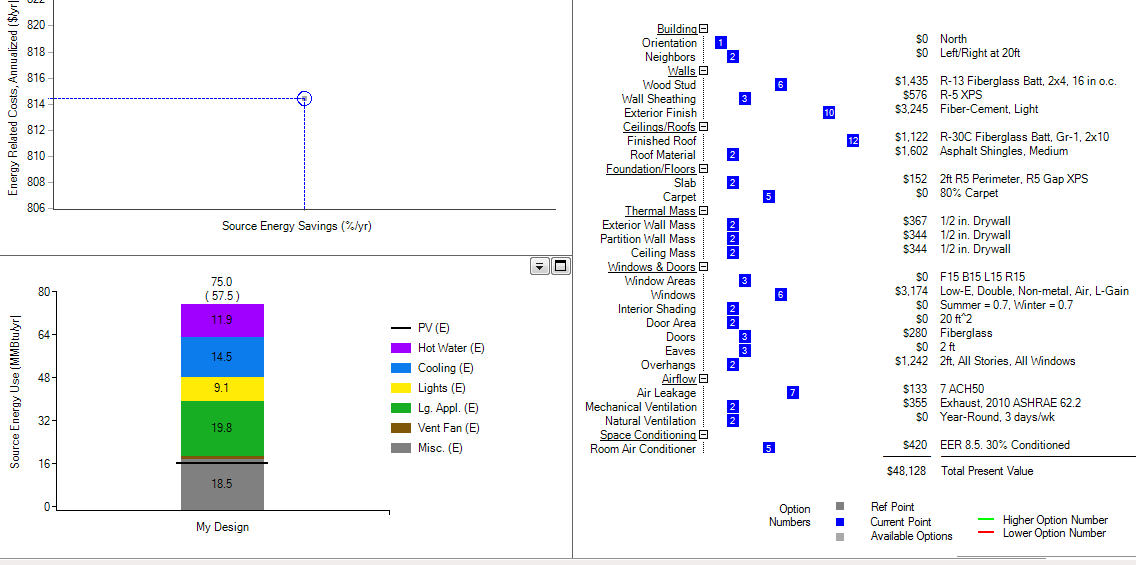 822
820
818
816
814
812
810
808
806
Energy Related Costs, Annualized ($/yr)
Source Energy Savings (%/yr)
75.0
( 57.5 )
80
64
48
32
16
0
Source Energy Use (MMBtu/yr)
11.9
14.5
9.1
19.8
18.5
My Design
PV (E)
Hot Water (E)
Cooling (E)
Lights (E)
Lg. Appl. (E)
Vent Fan (E)
Misc. (E)
Building
Orientation 1 $0 North
Neighbors 2 $0 Left/Right at 20ft
Walls
Wood Stud 6 $1,435 R-13 Fiberglass Batt, 2x4, 16 in o.c.
Wall Sheathing 3 $576 R-5 XPS
Exterior Finish 10 $3,245 Fiber-Cement, Light
Ceilings/Roofs
Finished Roof 12 $1,122 R-30C Fiberglass Batt, Gr-1, 2x10
Roof Material 2 $1,602 Asphalt Shingles, Medium
Foundation/Floors
Slab 2 $152 2ft R5 Perimeter, R5 Gap XPS
Carpet 5 $0 80% Carpet
Thermal Mass
Exterior Wall Mass 2 $367 1/2 in. Drywall
Partition Wall Mass 2 $344 1/2 in. Drywall
Ceiling Mass 2 $344 1/2 in. Drywall
Windows & Doors
Window Areas 3 $0 F15 B15 L15 R15
Windows 6 $3,174 Low-E, Double, Non-metal, Air, L-Gain
Interior Shading 2 $0 Summer = 0.7, Winter = 0.7
Door Area 2 $0 20 ft^2
Doors 3 $280 Fiberglass
Eaves 3 $0 2 ft
Overhangs 2 $1,242 2ft, All Stories, All Windows
Airflow
Air Leakage 7 $133 7 ACH50
Mechanical Ventilation 2 $355 Exhaust, 2010 ASHRAE 62.2
Natural Ventilation 2 $0 Year-Round, 3 days/wk
Space Conditioning
Room Air Conditioner 5 $420 EER 8.5, 30% Conditioned
$48,128 Total Present Value
Option
Numbers
Ref Point
Current Point
Available Options
Higher Option Number
Lower Option Number